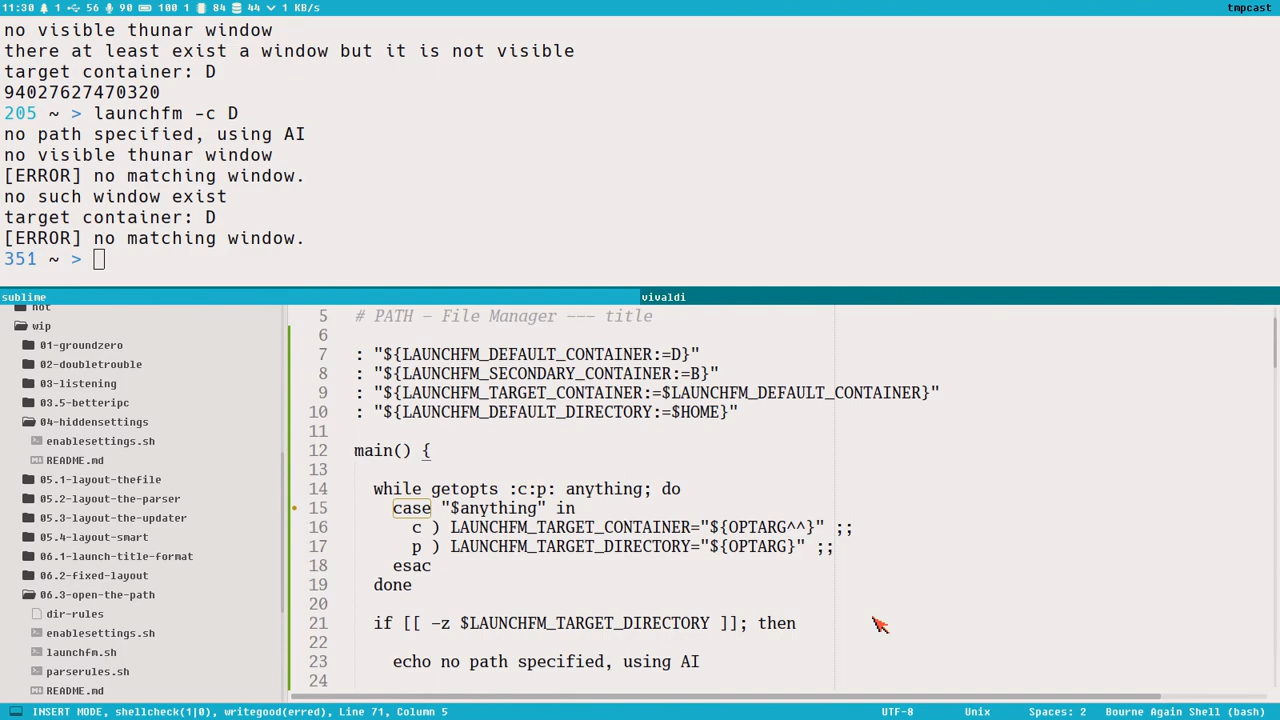 11:30 1 56 90 100 1 84 44 1 KB/s tmpcast
no visible thunar window
there at least exist a window but it is not visible
target container: D
94027627470320
205 ~ > launchfm -c D
no path specified, using AI
no visible thunar window
[ERROR] no matching window.
no such window exist
target container: D
[ERROR] no matching window.
351 ~ >
sublime vivaldi
not
wip
01-groundzero
02-doubletrouble
03-listening
03.5-betteripc
04-hiddensettings
enablesettings.sh
README.md
05.1-layout-thefile
05.2-layout-the-parser
05.3-layout-the-updater
05.4-layout-smart
06.1-launch-title-format
06.2-fixed-layout
06.3-open-the-path
dir-rules
enablesettings.sh
launchfm.sh
parserules.sh
README.md
5 # PATH - File Manager --- title
6
7 : "${LAUNCHFM_DEFAULT_CONTAINER:=D}"
8 : "${LAUNCHFM_SECONDARY_CONTAINER:=B}"
9 : "${LAUNCHFM_TARGET_CONTAINER:=$LAUNCHFM_DEFAULT_CONTAINER}"
10 : "${LAUNCHFM_DEFAULT_DIRECTORY:=$HOME}"
11
12 main() {
13
14 while getopts :c:p: anything; do
15 case "$anything" in
16 c ) LAUNCHFM_TARGET_CONTAINER="${OPTARG^^}" ;;
17 p ) LAUNCHFM_TARGET_DIRECTORY="${OPTARG}" ;;
18 esac
19 done
20
21 if [[ -z $LAUNCHFM_TARGET_DIRECTORY ]]; then
22
23 echo no path specified, using AI
24
INSERT MODE, shellcheck(1|0), writegood(erred), Line 71, Column 5 UTF-8 Unix Spaces: 2 Bourne Again Shell (bash)